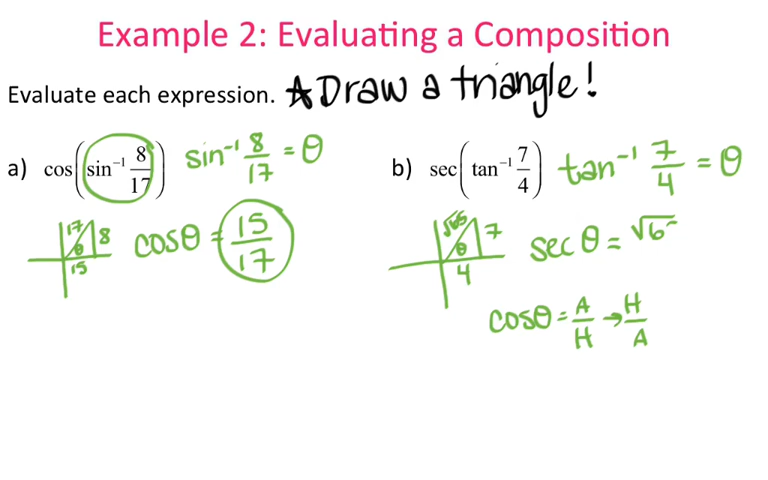 Example 2: Evaluating a Composition
Evaluate each expression. ★Draw a triangle!
a) cos(sin⁻¹ 8/17) sin⁻¹ 8/17 = θ
17 8 θ 15
cosθ = 15/17
b) sec(tan⁻¹ 7/4) tan⁻¹ 7/4 = θ
√65 7 θ 4
sec θ = √6
cosθ = A/H → H/A